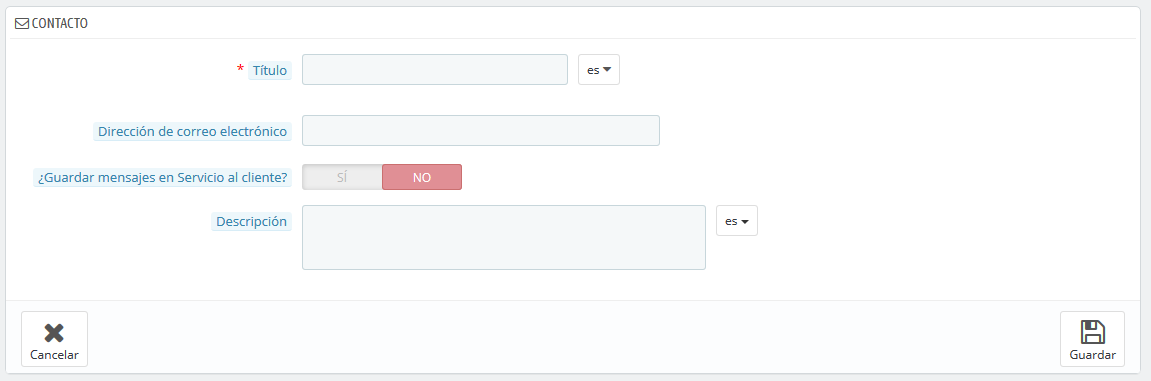 CONTACTO
* Título
es
Dirección de correo electrónico
¿Guardar mensajes en Servicio al cliente?
SÍ NO
Descripción
es
Cancelar
Guardar